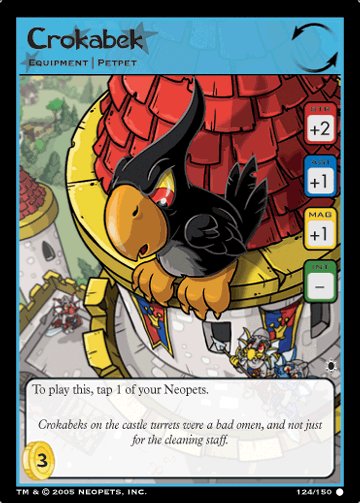 Crokabek
EQUIPMENT | PETPET
STR
+2
AGI
+1
MAG
+1
INT
–
To play this, tap 1 of your Neopets.
Crokabeks on the castle turrets were a bad omen, and not just
for the cleaning staff.
3
TM & © 2005 NEOPETS, INC.
124/150